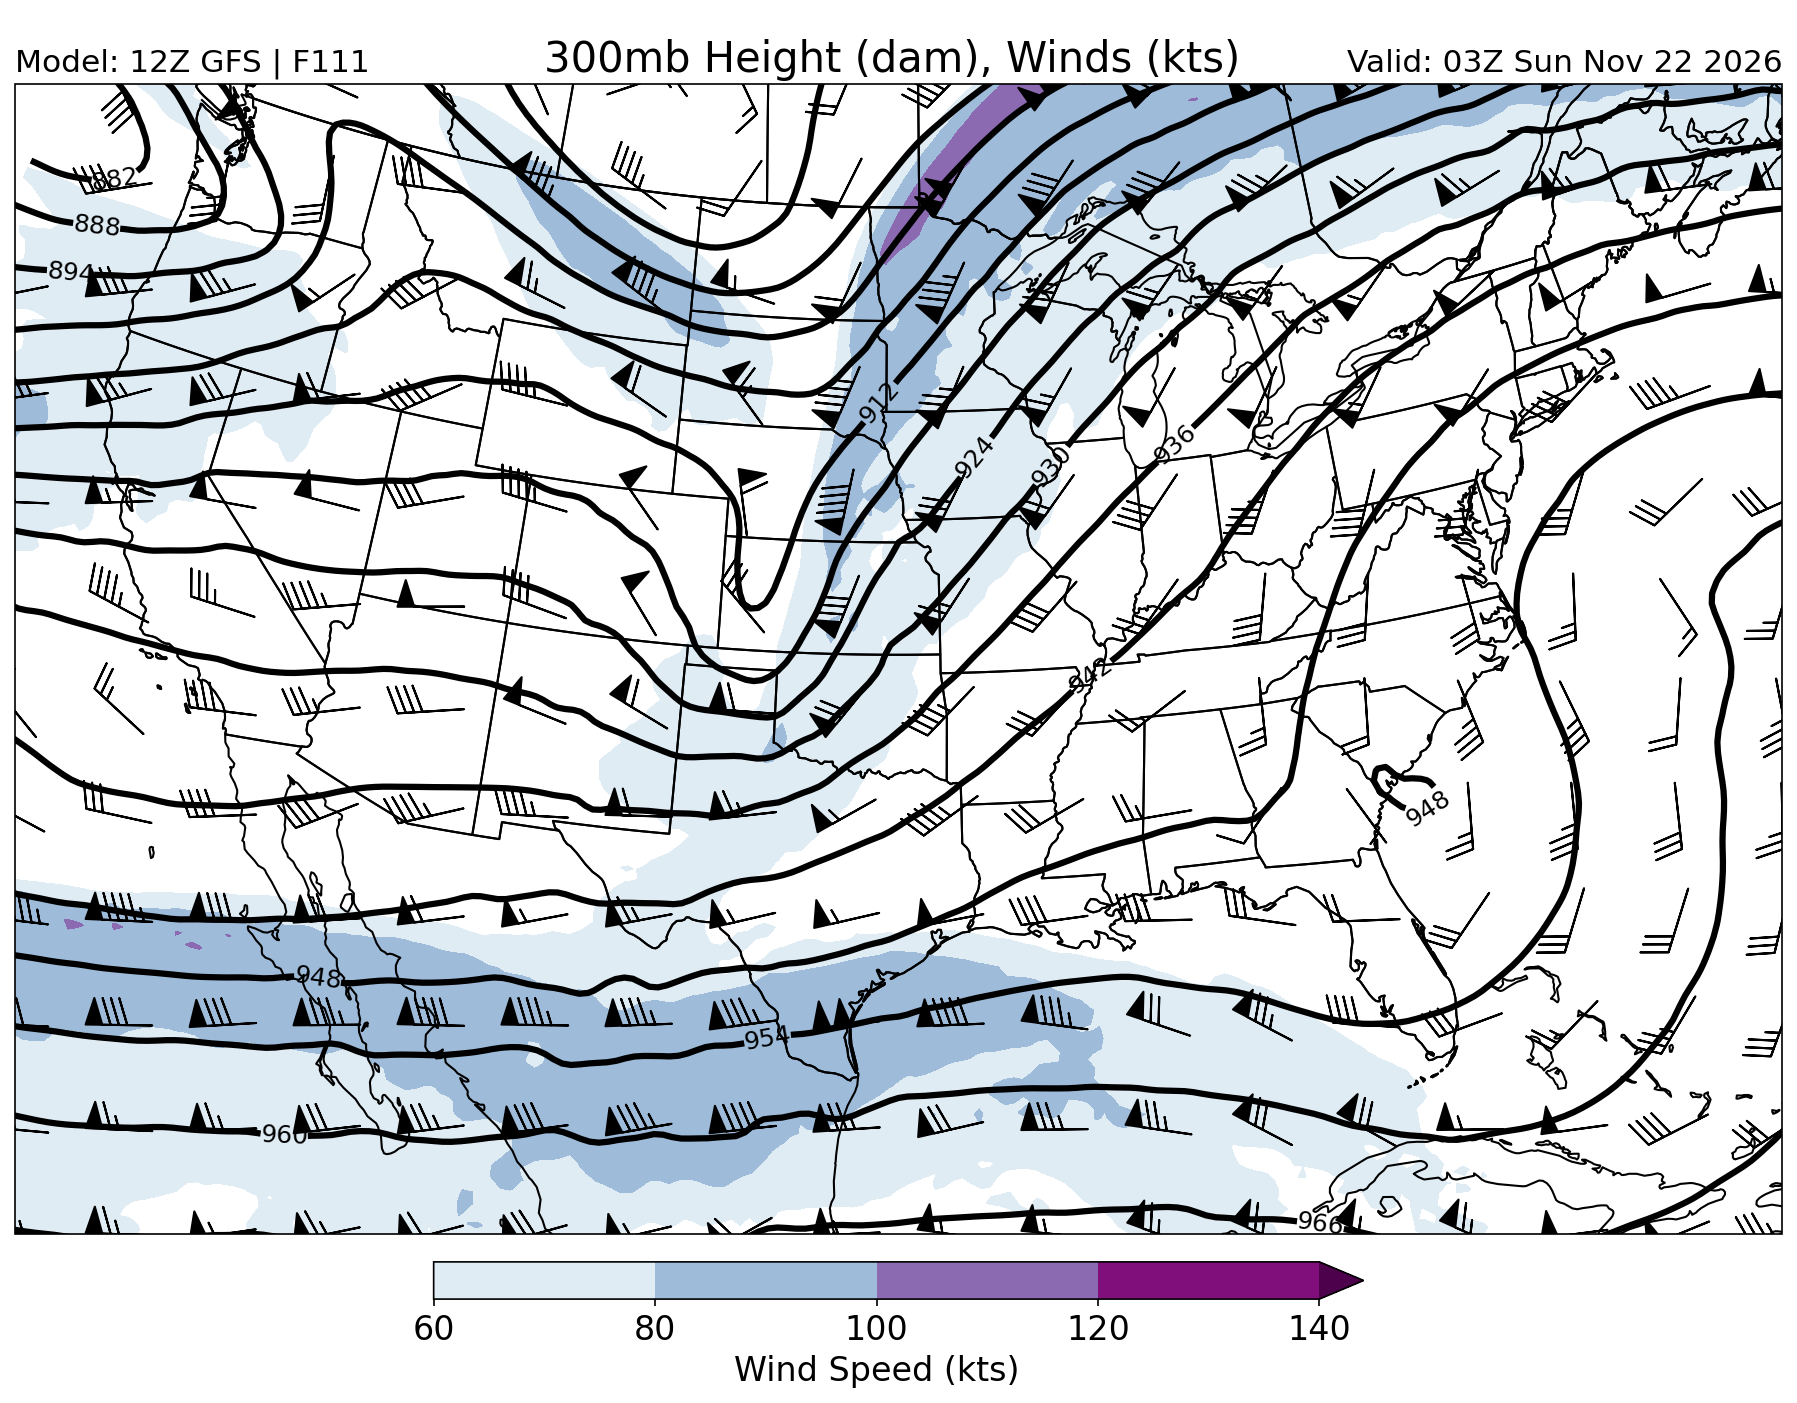 Model: 12Z GFS | F111
300mb Height (dam), Winds (kts)
Valid: 03Z Sun Nov 22 2026
882
888
894
912
924
930
936
942
948
948
954
960
966
60 80 100 120 140
Wind Speed (kts)